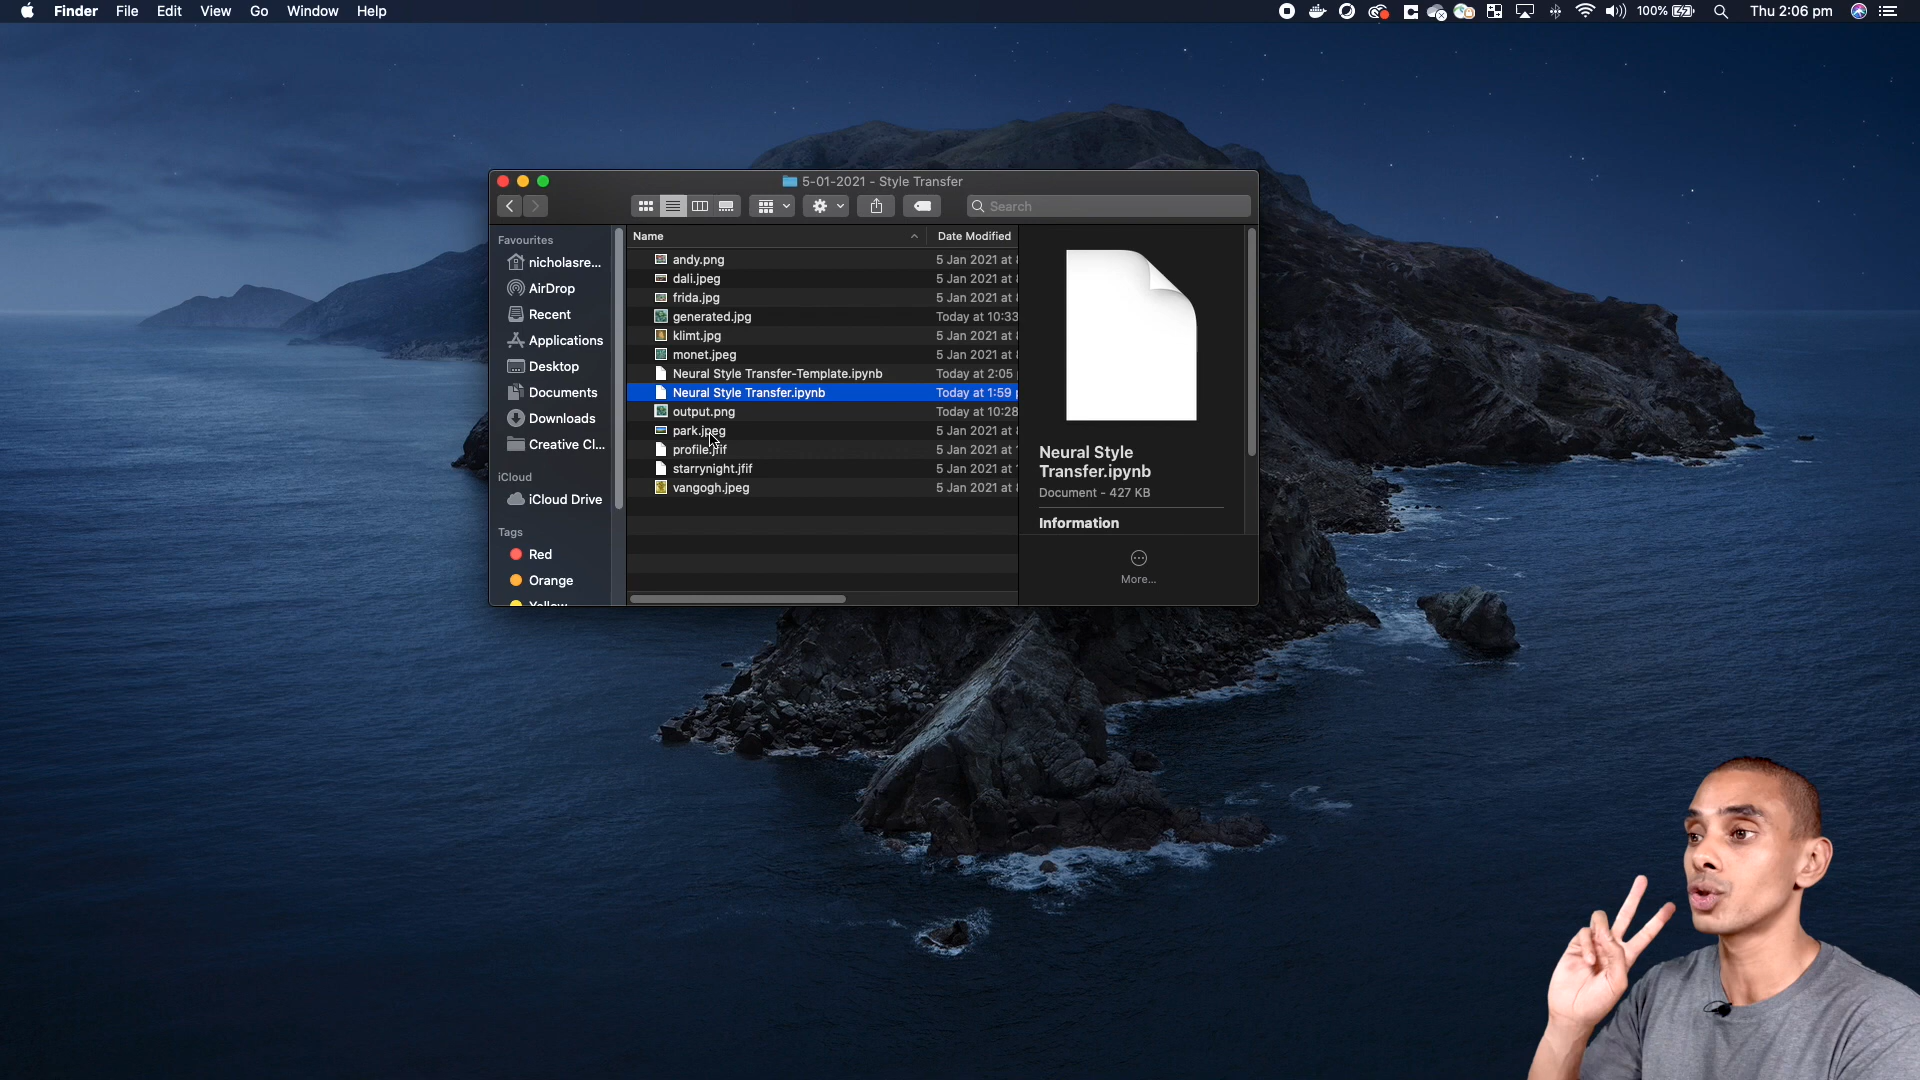 Finder File Edit View Go Window Help
100% Thu 2:06 pm
5-01-2021 - Style Transfer
Search
Favourites
nicholasre...
AirDrop
Recent
Applications
Desktop
Documents
Downloads
Creative Cl...
iCloud
iCloud Drive
Tags
Red
Orange
Yellow
Name Date Modified
andy.png 5 Jan 2021 at
dali.jpeg 5 Jan 2021 at
frida.jpg 5 Jan 2021 at
generated.jpg Today at 10:33
klimt.jpg 5 Jan 2021 at
monet.jpeg 5 Jan 2021 at
Neural Style Transfer-Template.ipynb Today at 2:05
Neural Style Transfer.ipynb Today at 1:59
output.png Today at 10:28
park.jpeg 5 Jan 2021 at
profile.jfif 5 Jan 2021 at
starrynight.jfif 5 Jan 2021 at
vangogh.jpeg 5 Jan 2021 at
Neural Style
Transfer.ipynb
Document - 427 KB
Information
More...